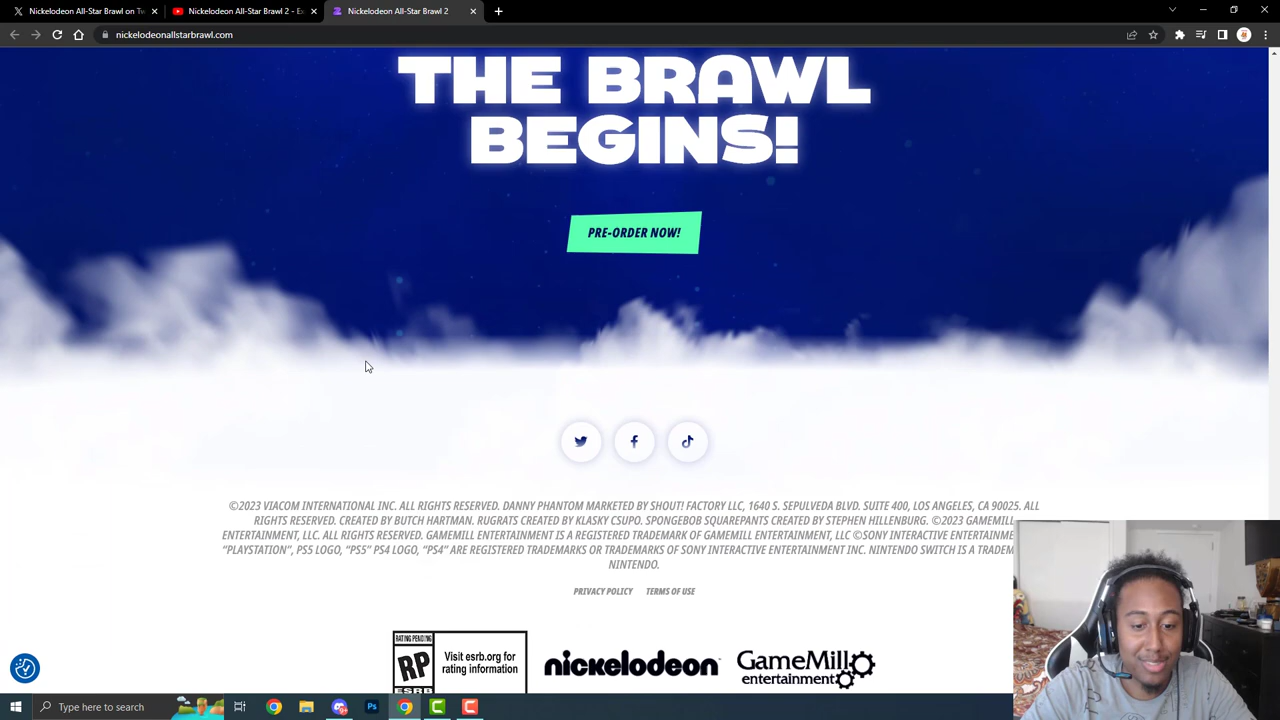 Nickelodeon All-Star Brawl on Tw
Nickelodeon All-Star Brawl 2 - Ex
Nickelodeon All-Star Brawl 2
nickelodeonallstarbrawl.com
THE BRAWL
BEGINS!
PRE-ORDER NOW!
©2023 VIACOM INTERNATIONAL INC. ALL RIGHTS RESERVED. DANNY PHANTOM MARKETED BY SHOUT! FACTORY LLC, 1640 S. SEPULVEDA BLVD. SUITE 400, LOS ANGELES, CA 90025. ALL
RIGHTS RESERVED. CREATED BY BUTCH HARTMAN. RUGRATS CREATED BY KLASKY CSUPO. SPONGEBOB SQUAREPANTS CREATED BY STEPHEN HILLENBURG. ©2023 GAMEMILL
ENTERTAINMENT, LLC. ALL RIGHTS RESERVED. GAMEMILL ENTERTAINMENT IS A REGISTERED TRADEMARK OF GAMEMILL ENTERTAINMENT, LLC ©SONY INTERACTIVE ENTERTAINME
"PLAYSTATION", PS5 LOGO, "PS5" PS4 LOGO, "PS4" ARE REGISTERED TRADEMARKS OR TRADEMARKS OF SONY INTERACTIVE ENTERTAINMENT INC. NINTENDO SWITCH IS A TRADEM
NINTENDO.
PRIVACY POLICY TERMS OF USE
RATING PENDING
RP
ESRB
Visit esrb.org for
rating information
nickelodeon
GameMill
entertainment
Type here to search